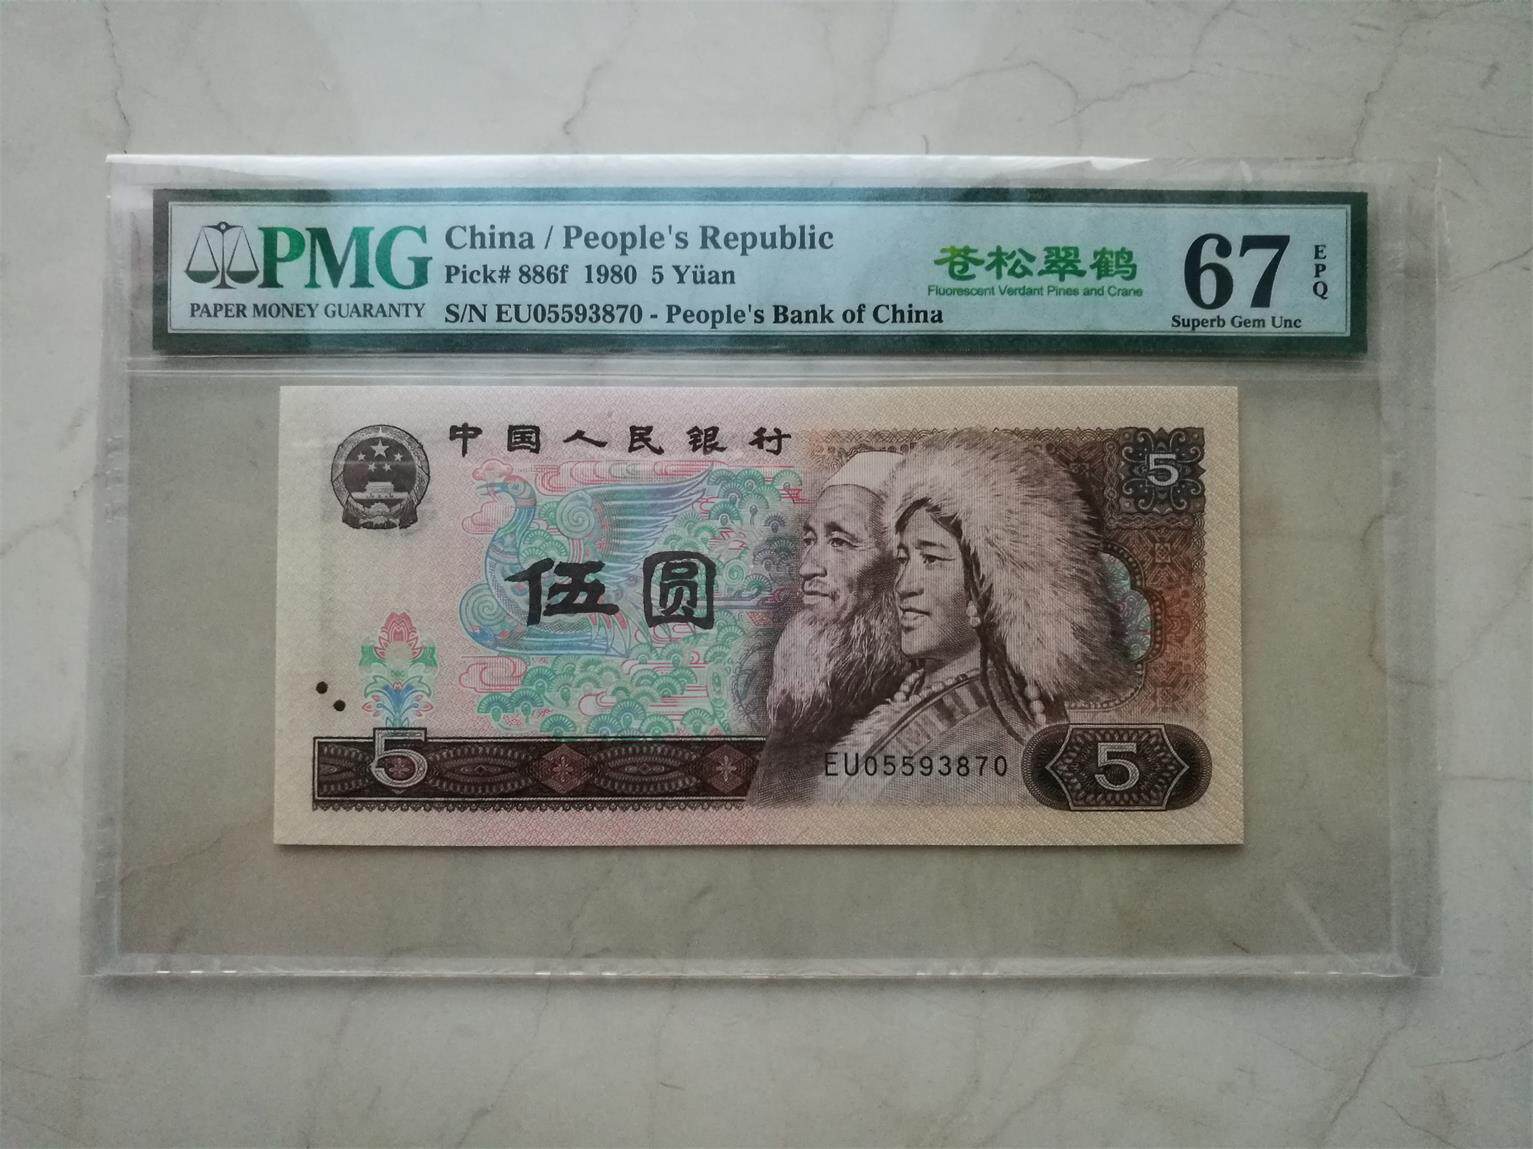 PMG
PAPER MONEY GUARANTY
China / People's Republic
Pick# 886f 1980 5 Yüan
S/N EU05593870 - People's Bank of China
苍松翠鹤
Fluorescent Verdant Pines and Crane
67
EPQ
Superb Gem Unc
中国人民银行
5
伍圆
5
EU05593870
5